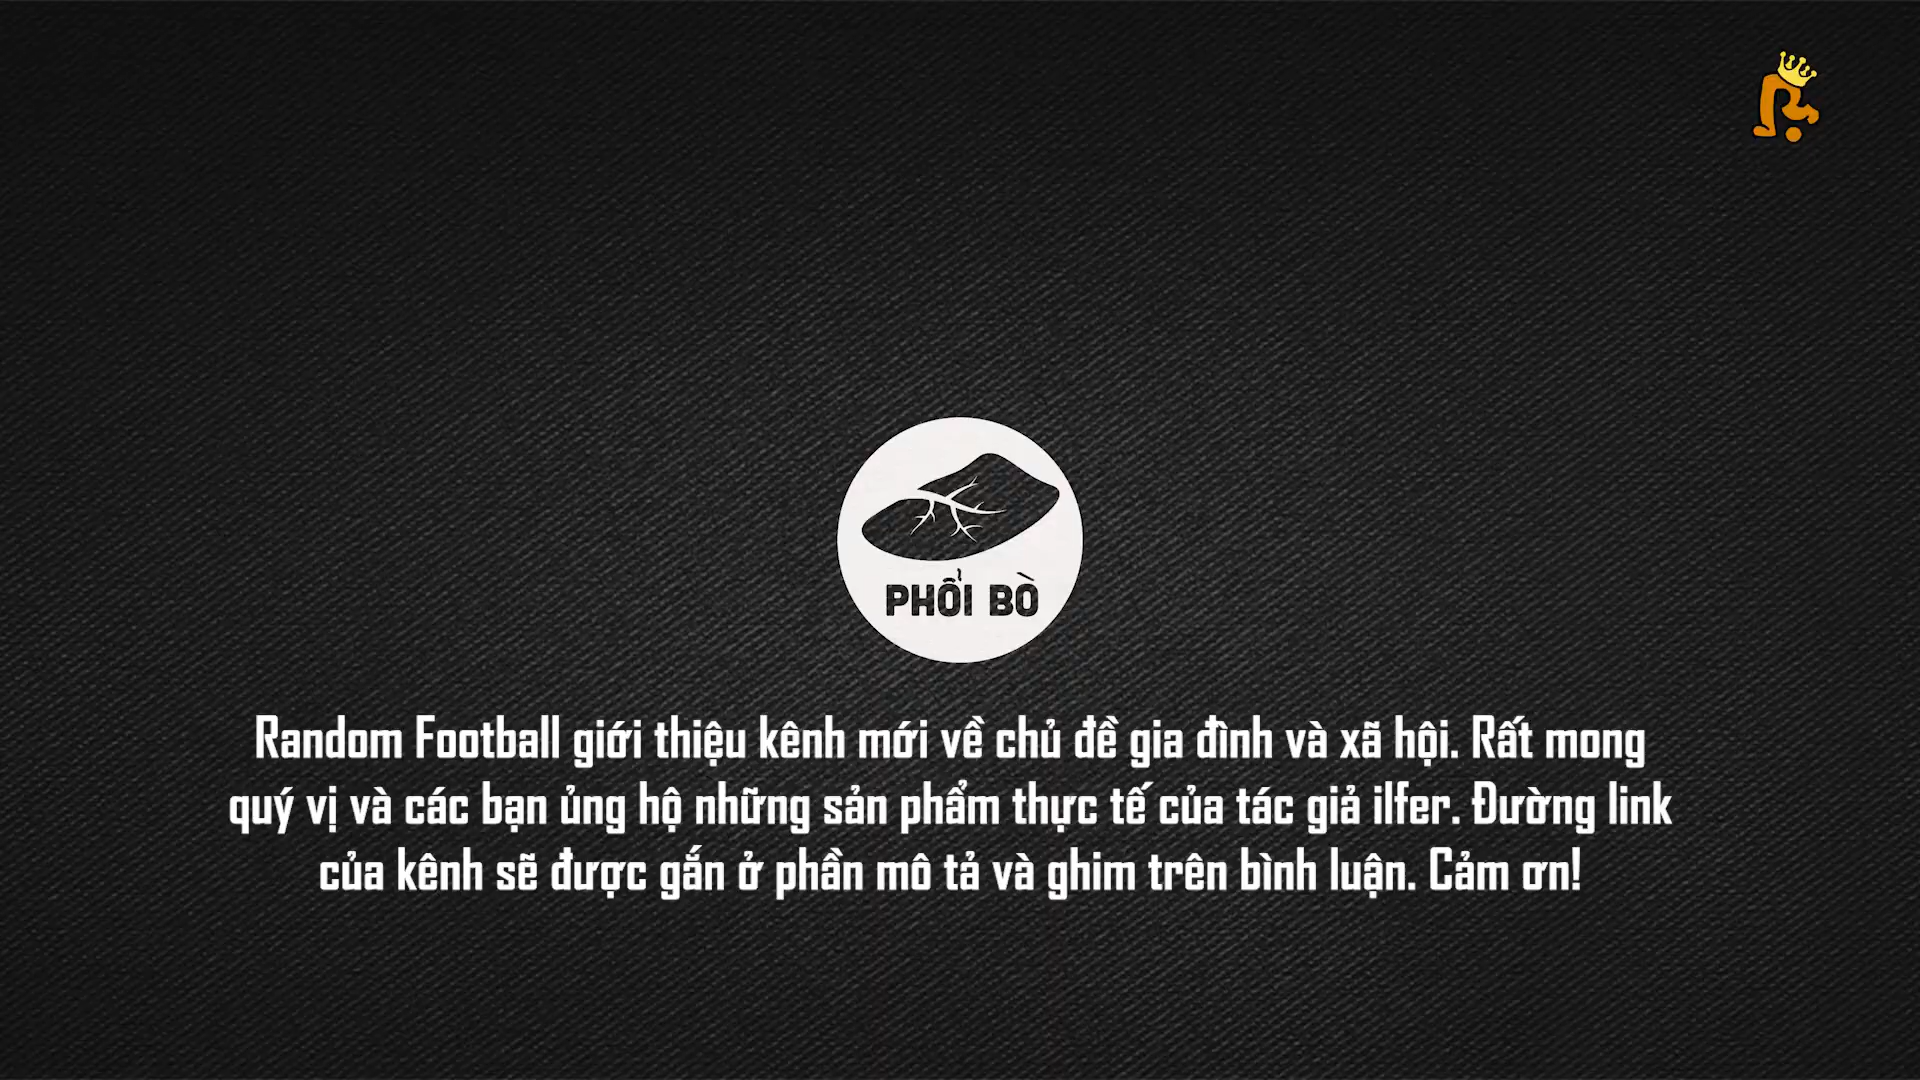 PHỔI BÒ
Random Football giới thiệu kênh mới về chủ đề gia đình và xã hội. Rất mong
quý vị và các bạn ủng hộ những sản phẩm thực tế của tác giả ilfer. Đường link
của kênh sẽ được gắn ở phần mô tả và ghim trên bình luận. Cảm ơn!